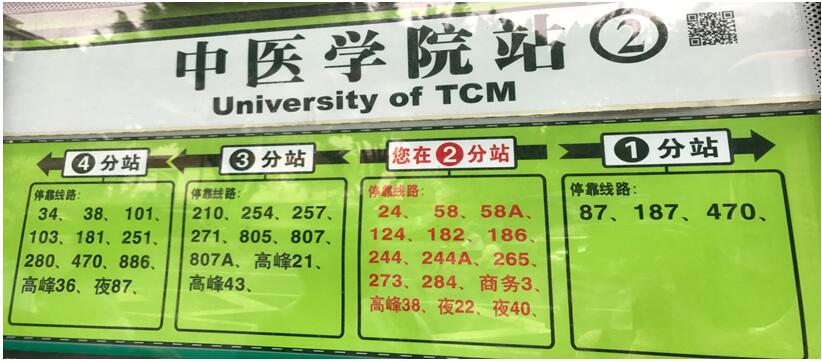 中医学院站 ②
University of TCM
④分站
停靠线路：
34、38、101、
103、181、251、
280、470、886、
高峰36、夜87、
③分站
停靠线路：
210、254、257、
271、805、807、
807A、高峰21、
高峰43、
您在②分站
停靠线路：
24、58、58A、
124、182、186、
244、244A、265、
273、284、商务3、
高峰38、夜22、夜40、
①分站
停靠线路：
87、187、470、